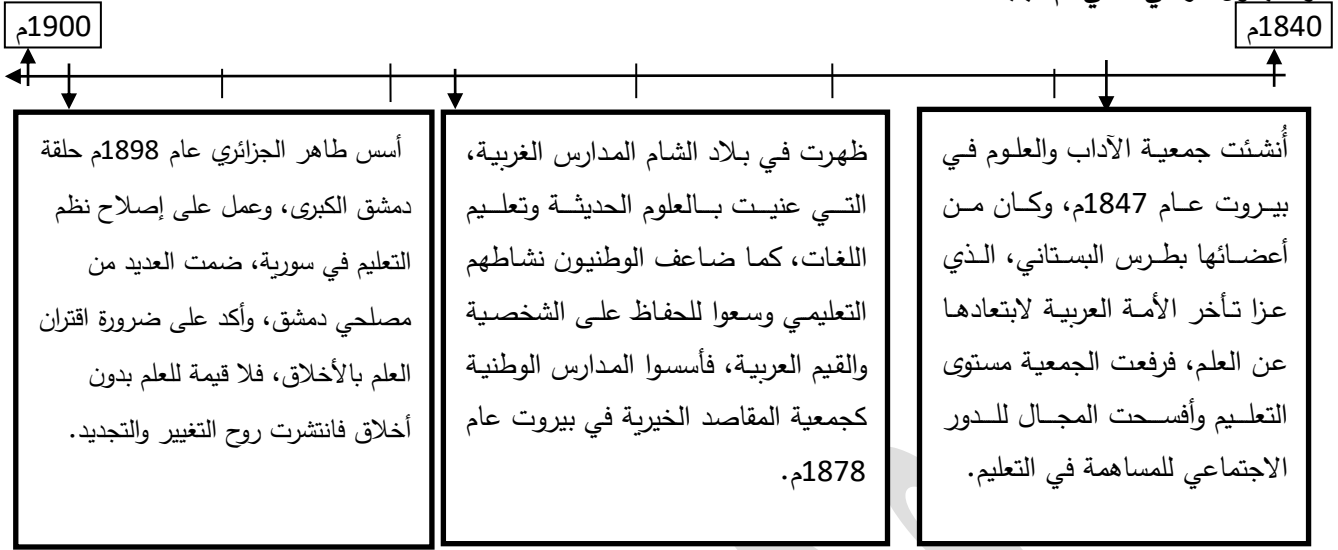 1840م
1900م
أُنشئت جمعية الآداب والعلوم في
بيروت عام 1847م، وكان من
أعضائها بطرس البستاني، الذي
عزا تأخر الأمة العربية لابتعادها
عن العلم، فرفعت الجمعية مستوى
التعليم وأفسحت المجال للدور
الاجتماعي للمساهمة في التعليم.
ظهرت في بلاد الشام المدارس الغربية،
التي عنيت بالعلوم الحديثة وتعليم
اللغات، كما ضاعف الوطنيون نشاطهم
التعليمي وسعوا للحفاظ على الشخصية
والقيم العربية، فأسسوا المدارس الوطنية
كجمعية المقاصد الخيرية في بيروت عام
1878م.
أسس طاهر الجزائري عام 1898م حلقة
دمشق الكبرى، وعمل على إصلاح نظم
التعليم في سورية، ضمت العديد من
مصلحي دمشق، وأكد على ضرورة اقتران
العلم بالأخلاق، فلا قيمة للعلم بدون
أخلاق فانتشرت روح التغيير والتجديد.